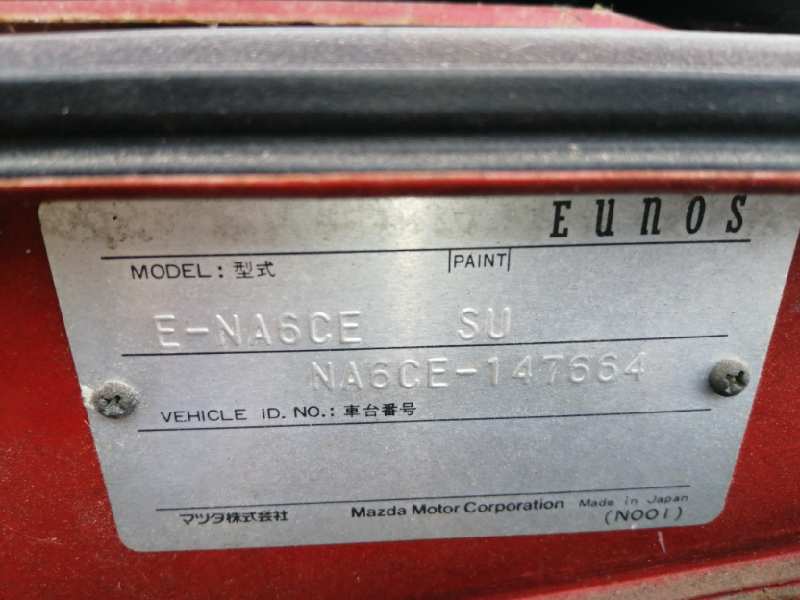 EUNOS
MODEL: 型式 PAINT
E-NA6CE SU
NA6CE-147664
VEHICLE ID. NO.: 車台番号
マツダ株式会社 Mazda Motor Corporation Made in Japan
(N001)